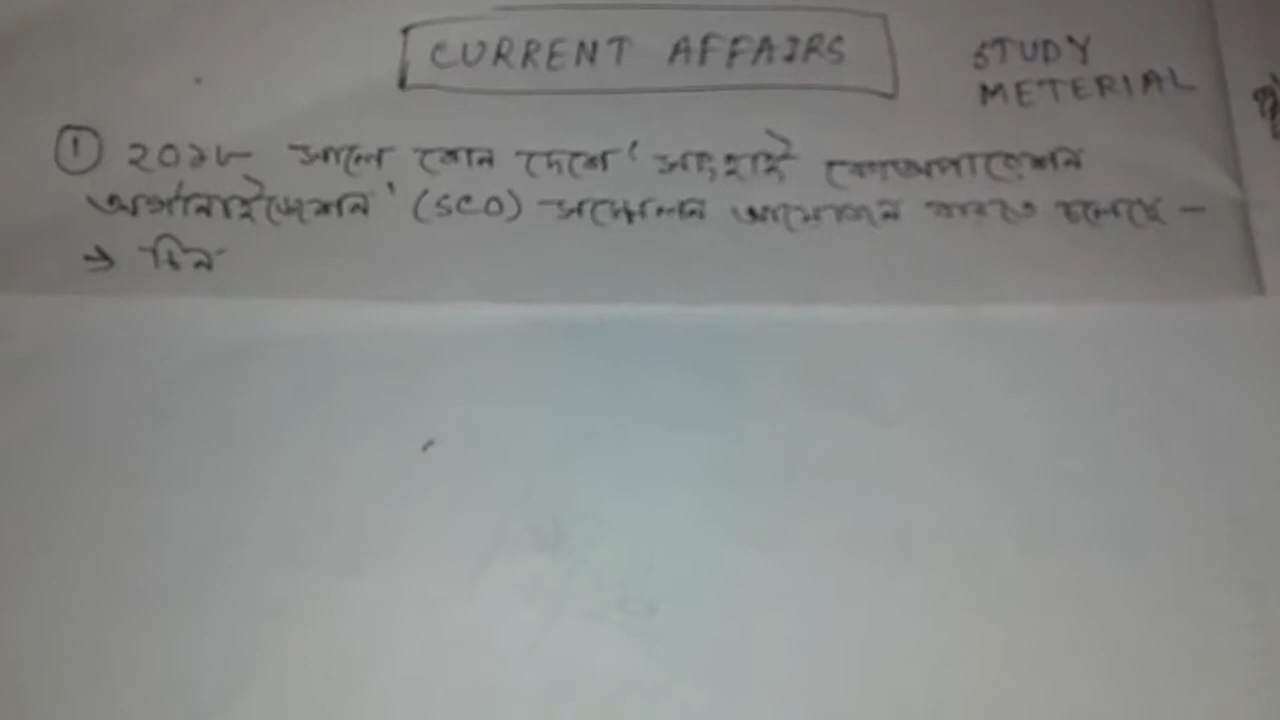 CURRENT AFFAIRS
STUDY
METERIAL
① ২০১৮ সালে কোন দেশে 'সাংহাই কোঅপারেশন
অর্গানাইজেশন' (SCO) সম্মেলন আয়োজন করতে চলেছে -
→ চিন